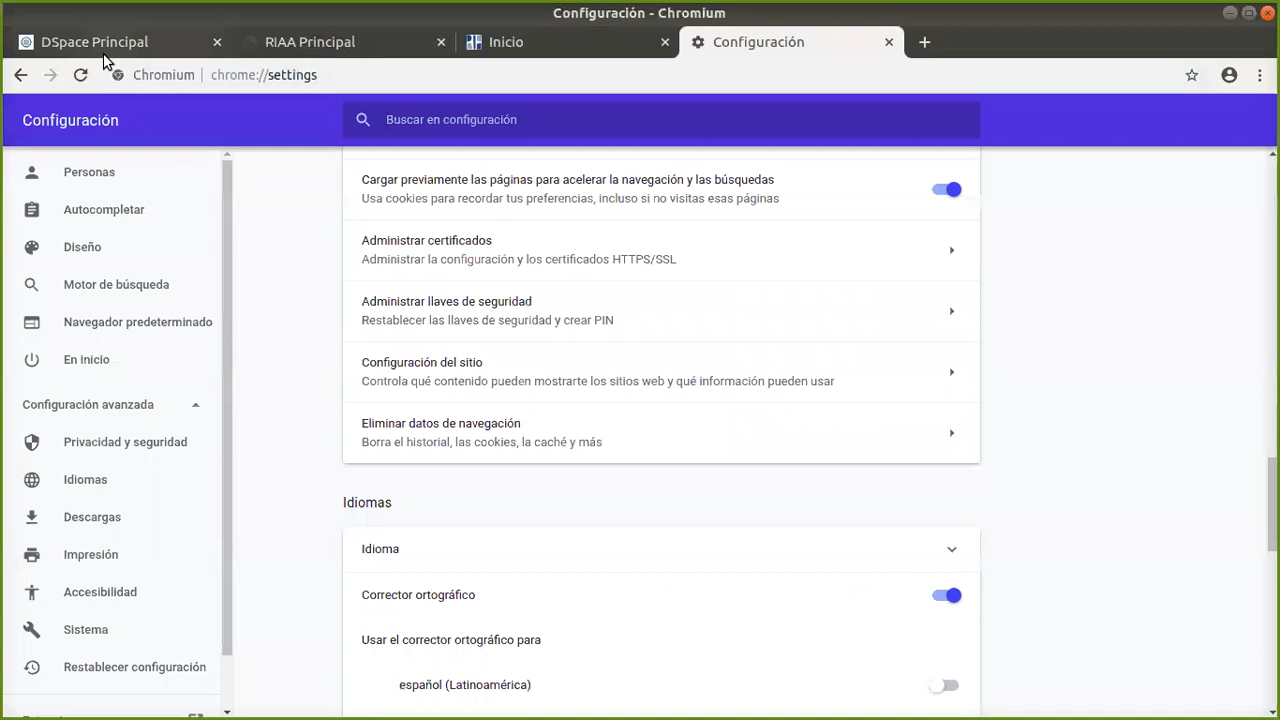 Configuración - Chromium
DSpace Principal
RIAA Principal
Inicio
Configuración
Chromium | chrome://settings
Configuración
Buscar en configuración
Personas
Autocompletar
Diseño
Motor de búsqueda
Navegador predeterminado
En inicio
Configuración avanzada
Privacidad y seguridad
Idiomas
Descargas
Impresión
Accesibilidad
Sistema
Restablecer configuración
Cargar previamente las páginas para acelerar la navegación y las búsquedas
Usa cookies para recordar tus preferencias, incluso si no visitas esas páginas
Administrar certificados
Administrar la configuración y los certificados HTTPS/SSL
Administrar llaves de seguridad
Restablecer las llaves de seguridad y crear PIN
Configuración del sitio
Controla qué contenido pueden mostrarte los sitios web y qué información pueden usar
Eliminar datos de navegación
Borra el historial, las cookies, la caché y más
Idiomas
Idioma
Corrector ortográfico
Usar el corrector ortográfico para
español (Latinoamérica)